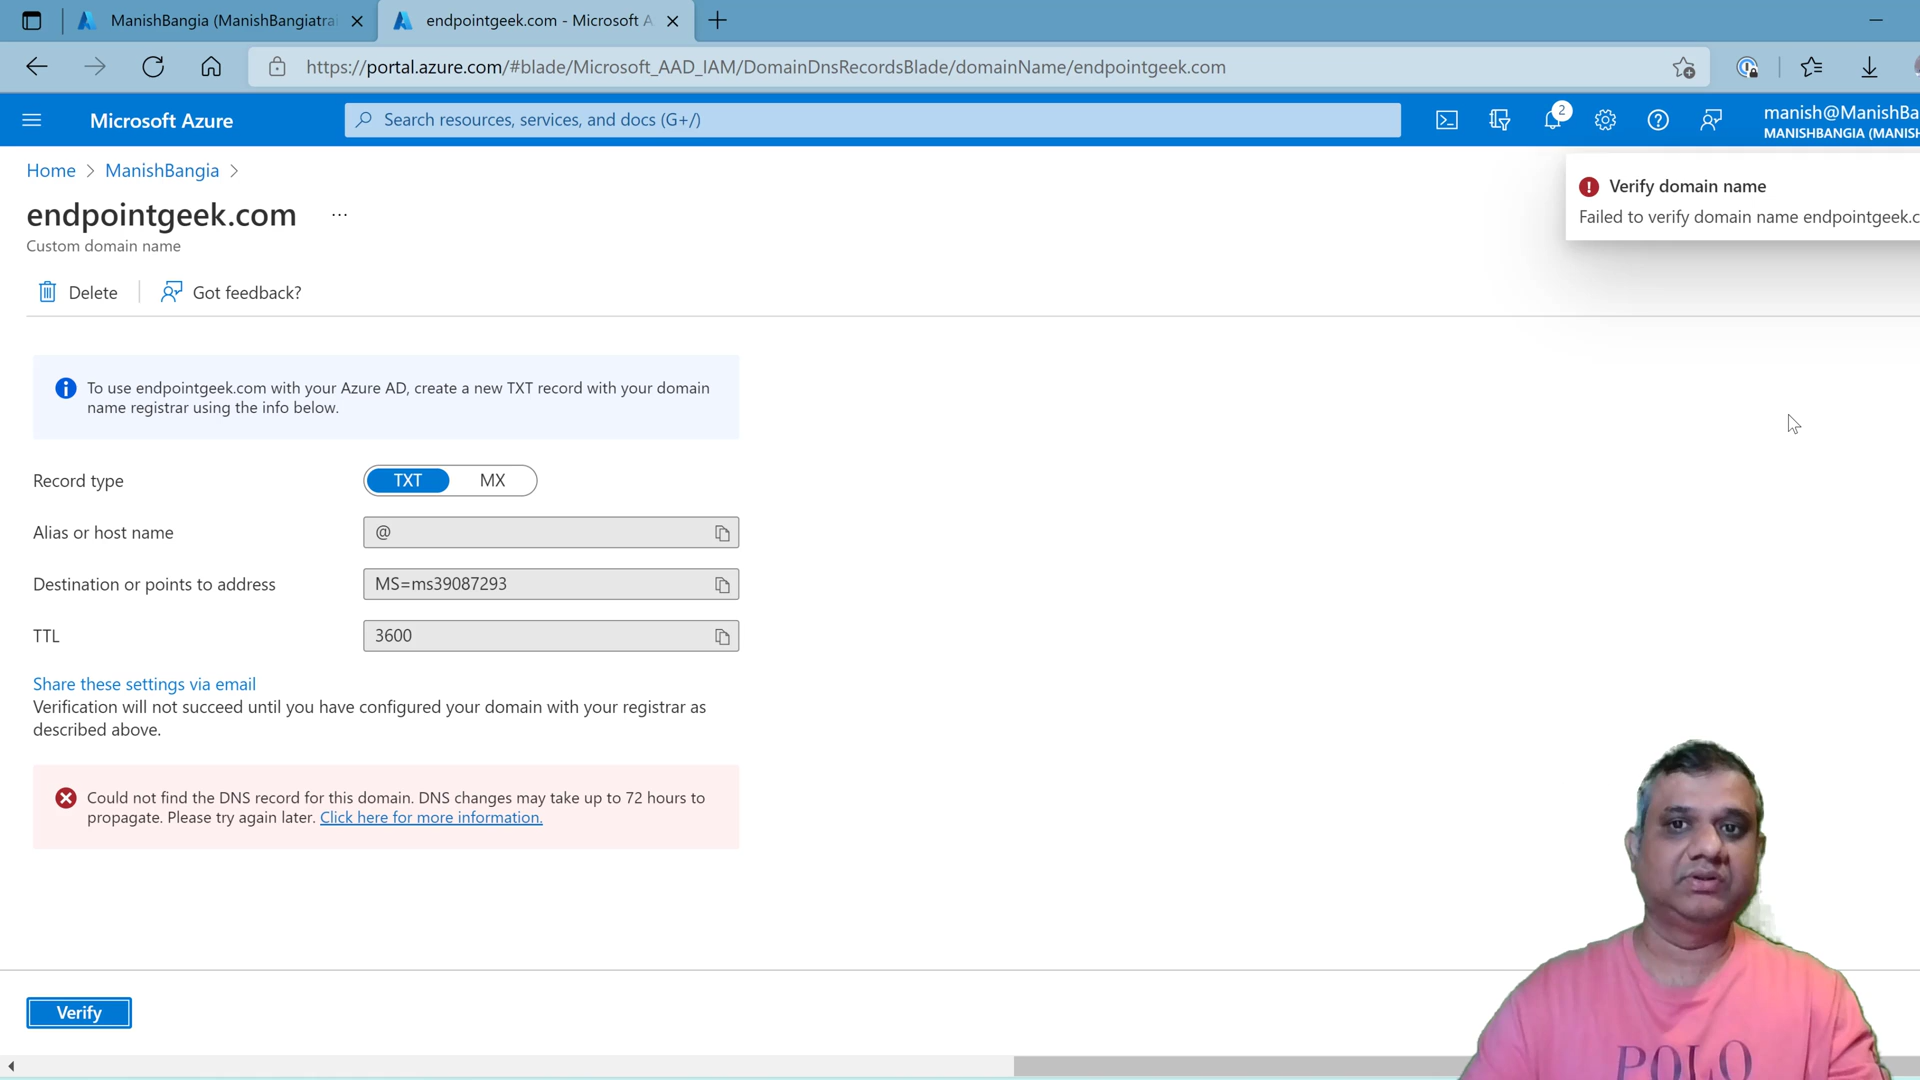 ManishBangia (ManishBangiatrai
endpointgeek.com - Microsoft A
https://portal.azure.com/#blade/Microsoft_AAD_IAM/DomainDnsRecordsBlade/domainName/endpointgeek.com
Microsoft Azure
Search resources, services, and docs (G+/)
2
manish@ManishBa
MANISHBANGIA (MANISH
Home > ManishBangia >
Verify domain name
Failed to verify domain name endpointgeek.c
endpointgeek.com ...
Custom domain name
Delete
Got feedback?
To use endpointgeek.com with your Azure AD, create a new TXT record with your domain
name registrar using the info below.
Record type TXT MX
Alias or host name @
Destination or points to address MS=ms39087293
TTL 3600
Share these settings via email
Verification will not succeed until you have configured your domain with your registrar as
described above.
Could not find the DNS record for this domain. DNS changes may take up to 72 hours to
propagate. Please try again later. Click here for more information.
Verify
POLO